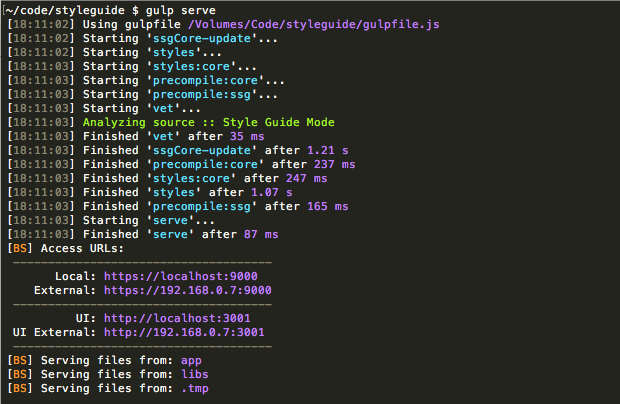 [~/code/styleguide $ gulp serve
[18:11:02] Using gulpfile /Volumes/Code/styleguide/gulpfile.js
[18:11:02] Starting 'ssgCore-update'...
[18:11:02] Starting 'styles'...
[18:11:02] Starting 'styles:core'...
[18:11:03] Starting 'precompile:core'...
[18:11:03] Starting 'precompile:ssg'...
[18:11:03] Starting 'vet'...
[18:11:03] Analyzing source :: Style Guide Mode
[18:11:03] Finished 'vet' after 35 ms
[18:11:03] Finished 'ssgCore-update' after 1.21 s
[18:11:03] Finished 'precompile:core' after 237 ms
[18:11:03] Finished 'styles:core' after 247 ms
[18:11:03] Finished 'styles' after 1.07 s
[18:11:03] Finished 'precompile:ssg' after 165 ms
[18:11:03] Starting 'serve'...
[18:11:03] Finished 'serve' after 87 ms
[BS] Access URLs:
-------------------------------------
Local: https://localhost:9000
External: https://192.168.0.7:9000
-------------------------------------
UI: http://localhost:3001
UI External: http://192.168.0.7:3001
-------------------------------------
[BS] Serving files from: app
[BS] Serving files from: libs
[BS] Serving files from: .tmp